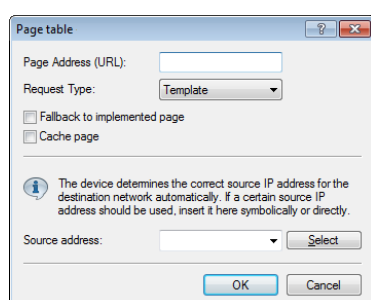 Page table
Page Address (URL):
Request Type: Template
Fallback to implemented page
Cache page
The device determines the correct source IP address for the
destination network automatically. If a certain source IP
address should be used, insert it here symbolically or directly.
Source address: Select
OK Cancel